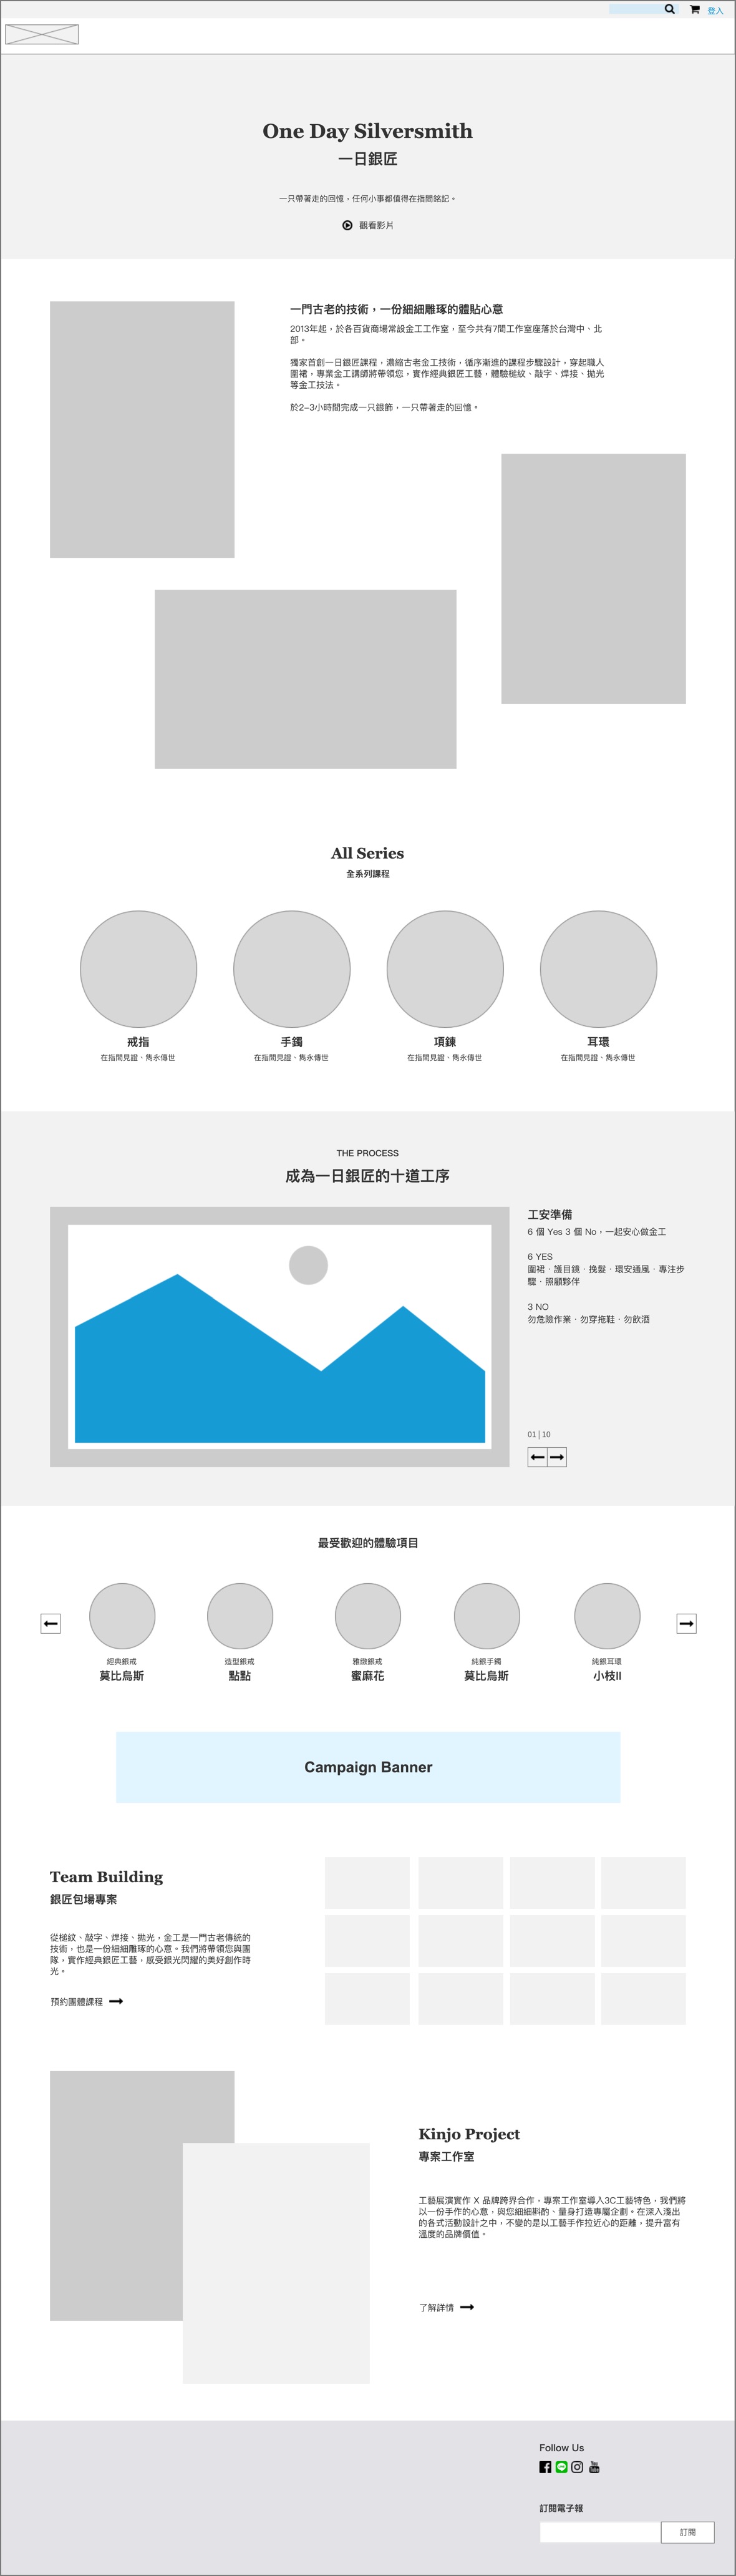 登入
One Day Silversmith
一日銀匠
一只帶著走的回憶，任何小事都值得在指間銘記。
觀看影片
一門古老的技術，一份細細雕琢的體貼心意
2013年起，於各百貨商場常設金工工作室，至今共有7間工作室座落於台灣中、北
部。
獨家首創一日銀匠課程，濃縮古老金工技術，循序漸進的課程步驟設計，穿起職人
圍裙，專業金工講師將帶領您，實作經典銀匠工藝，體驗槌紋、敲字、焊接、拋光
等金工技法。
於2-3小時間完成一只銀飾，一只帶著走的回憶。
All Series
全系列課程
戒指
手鐲
項鍊
耳環
在指間見證、雋永傳世
在指間見證、雋永傳世
在指間見證、雋永傳世
在指間見證、雋永傳世
THE PROCESS
成為一日銀匠的十道工序
工安準備
6 個 Yes 3 個 No，一起安心做金工
6 YES
圍裙．護目鏡．挽髮．環安通風．專注步
驟．照顧夥伴
3 NO
勿危險作業．勿穿拖鞋．勿飲酒
01 | 10
最受歡迎的體驗項目
經典銀戒
造型銀戒
雅緻銀戒
純銀手鐲
純銀耳環
莫比烏斯
點點
蜜麻花
莫比烏斯
小枝II
Campaign Banner
Team Building
銀匠包場專案
從槌紋、敲字、焊接、拋光，金工是一門古老傳統的
技術，也是一份細細雕琢的心意。我們將帶領您與團
隊，實作經典銀匠工藝，感受銀光閃耀的美好創作時
光。
預約團體課程
Kinjo Project
專案工作室
工藝展演實作 X 品牌跨界合作，專案工作室導入3C工藝特色，我們將
以一份手作的心意，與您細細斟酌、量身打造專屬企劃。在深入淺出
的各式活動設計之中，不變的是以工藝手作拉近心的距離，提升富有
溫度的品牌價值。
了解詳情
Follow Us
訂閱電子報
訂閱